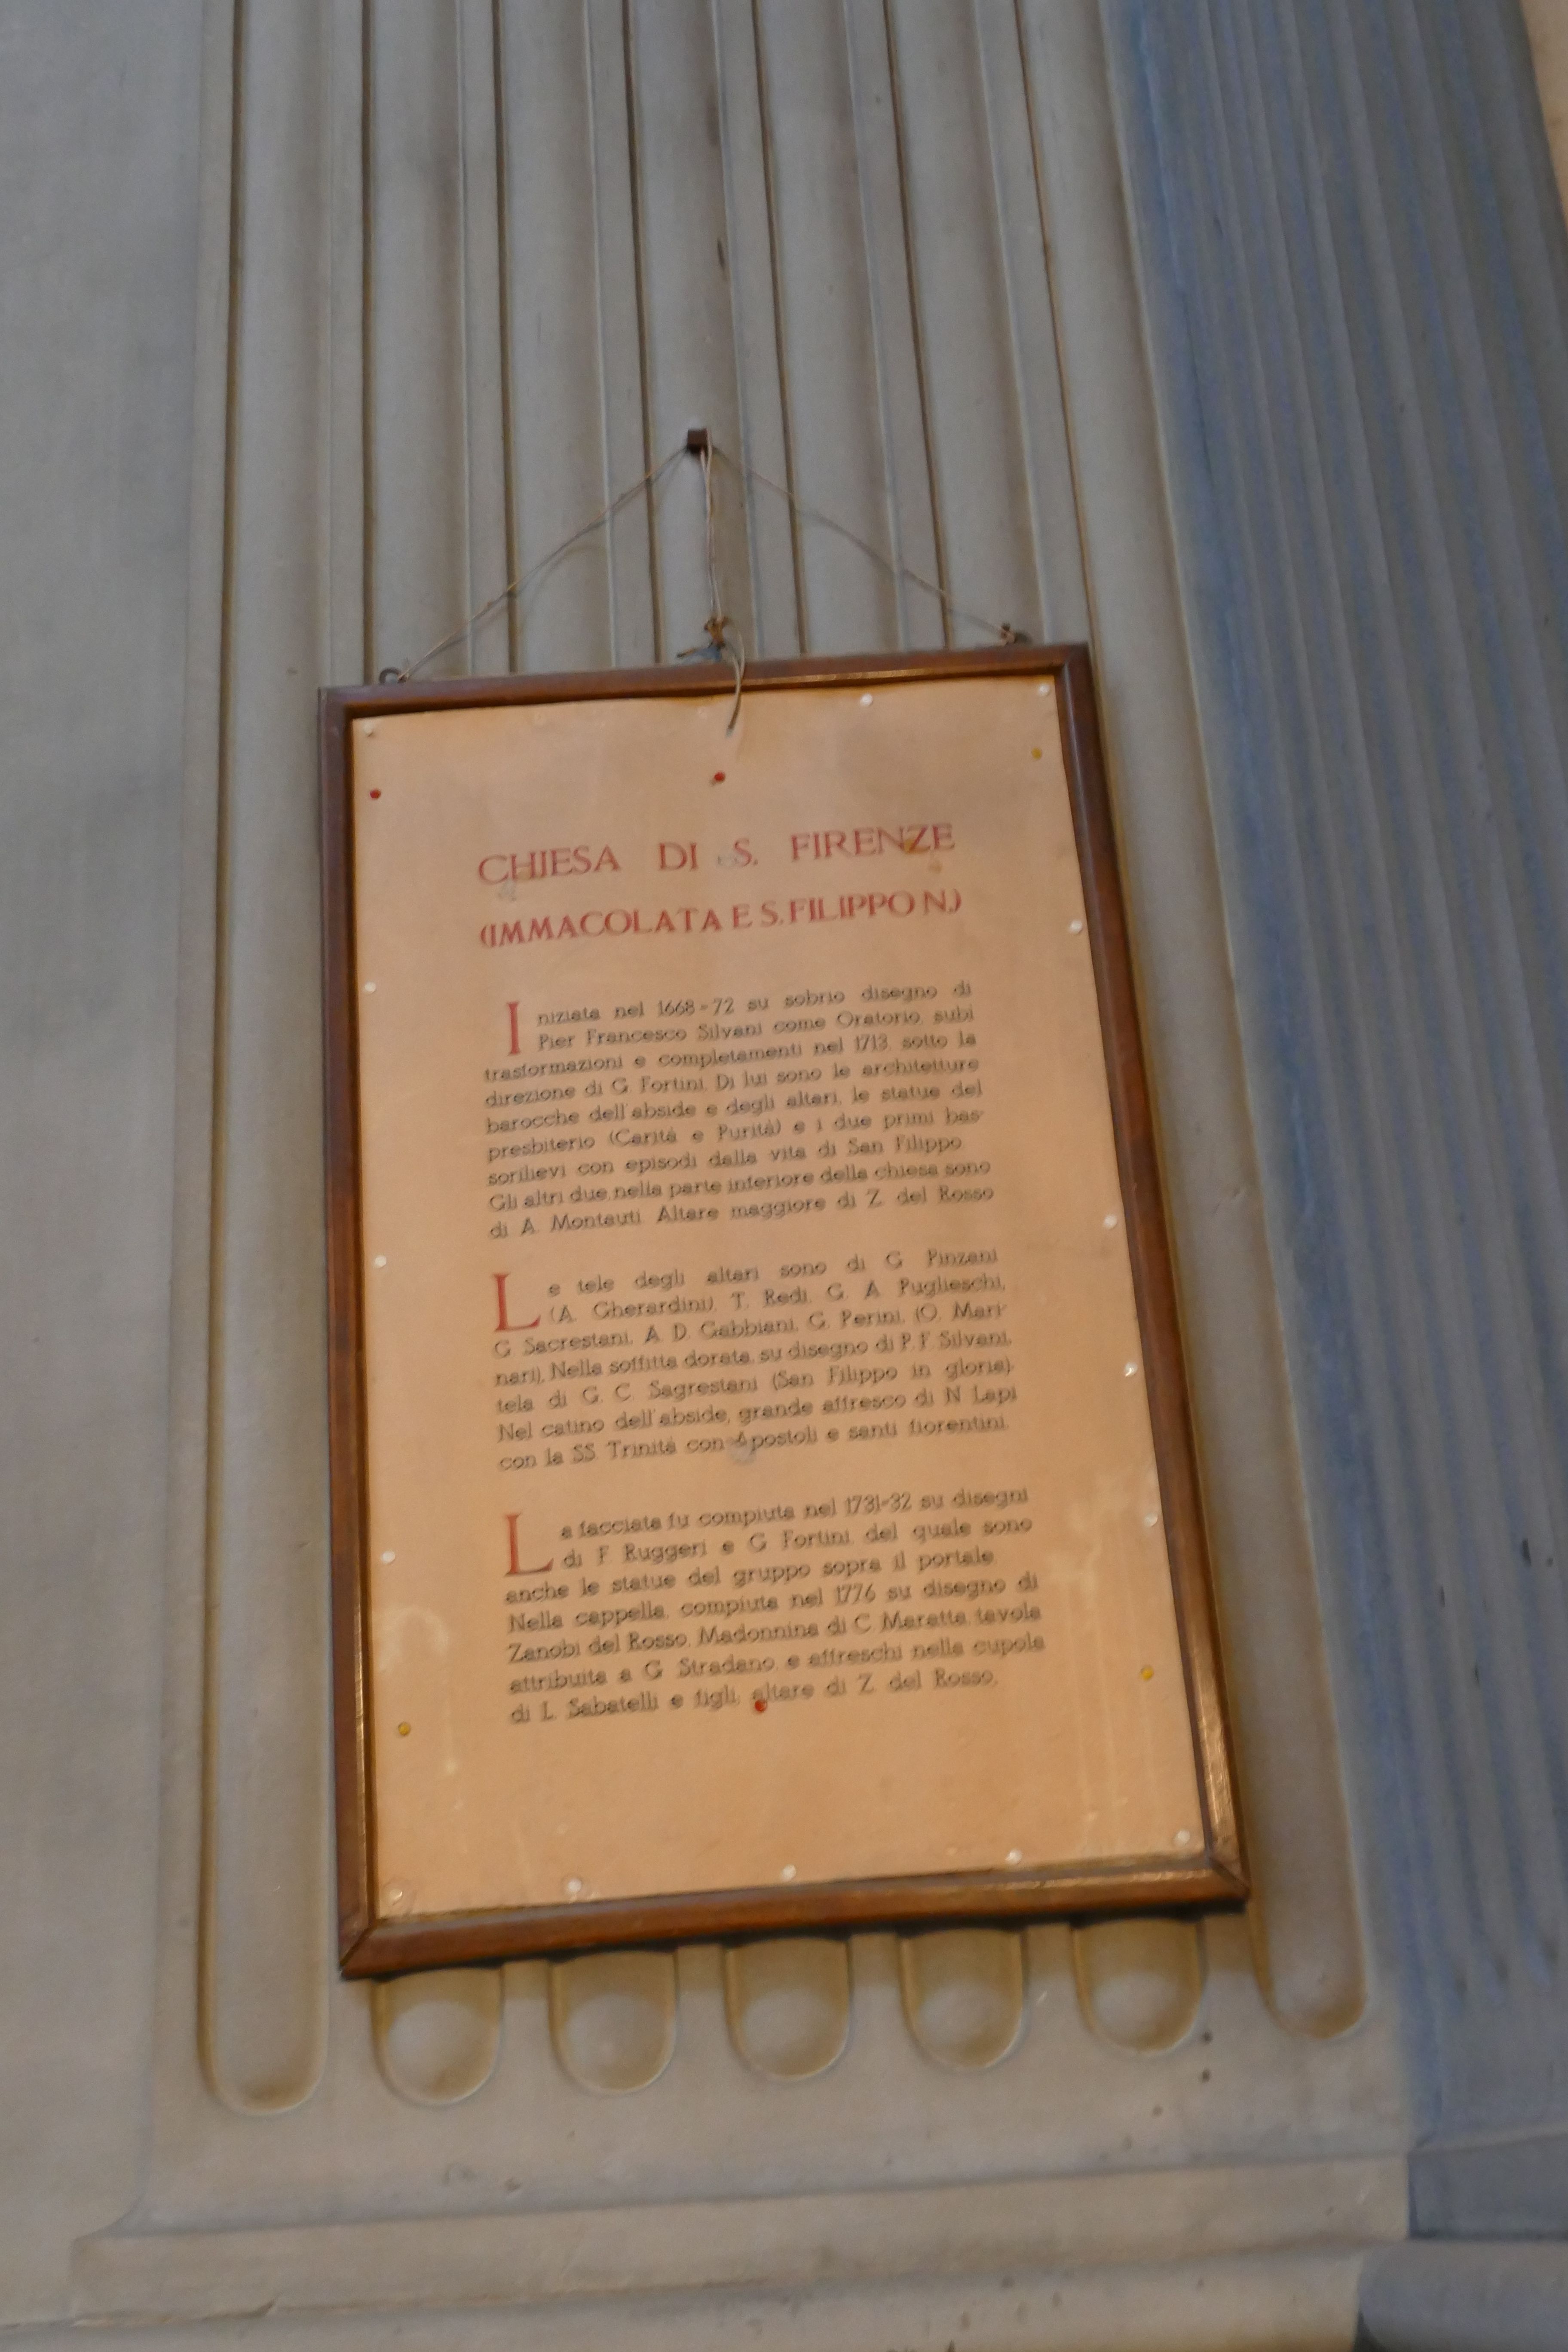 CHIESA DI S. FIRENZE
(IMMACOLATA E S. FILIPPO N.)
Iniziata nel 1668-72 su sobrio disegno di
Pier Francesco Silvani come Oratorio, subì
trasformazioni e completamenti nel 1713, sotto la
direzione di G. Fortini. Di lui sono le architetture
barocche dell'abside e degli altari, le statue del
presbiterio (Carità e Purità) e i due primi bas-
sorilievi con episodi dalla vita di San Filippo.
Gli altri due, nella parte inferiore della chiesa sono
di A. Montauti. Altare maggiore di Z. del Rosso
Le tele degli altari sono di G. Pinzani
(A. Gherardini), T. Redi, G. A. Puglieschi,
G. Sacrestani, A. D. Gabbiani, G. Perini, (O. Mari-
nari). Nella soffitta dorata, su disegno di P. F. Silvani,
tela di G. C. Sagrestani (San Filippo in gloria).
Nel catino dell'abside, grande affresco di N. Lapi
con la SS. Trinità con Apostoli e santi fiorentini.
La facciata fu compiuta nel 1731-32 su disegni
di F. Ruggeri e G. Fortini, del quale sono
anche le statue del gruppo sopra il portale.
Nella cappella, compiuta nel 1776 su disegno di
Zanobi del Rosso, Madonnina di C. Maratta, tavola
attribuita a G. Stradano, e affreschi nella cupola
di L. Sabatelli e figli; altare di Z. del Rosso.